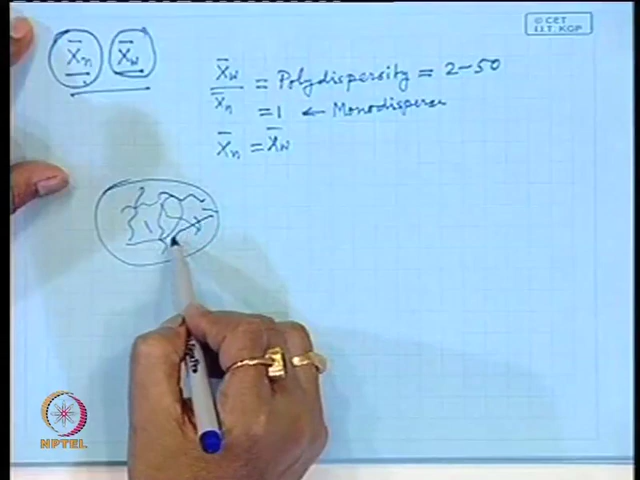 © CET
I.I.T. KGP
X̄n X̄w
X̄w / X̄n = Polydispersity = 2-50
= 1 ← Monodisperse
X̄n = X̄w
NPTEL